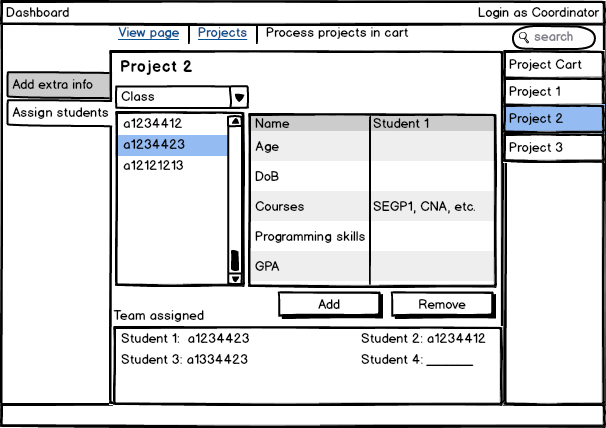 Dashboard Login as Coordinator
View page Projects Process projects in cart search
Project 2
Project Cart
Add extra info
Class
Project 1
Assign students
a1234412
Name Student 1
Project 2
a1234423
Age
Project 3
a12121213
DoB
Courses SEGP1, CNA, etc.
Programming skills
GPA
Add Remove
Team assigned
Student 1: a1234423 Student 2: a1234412
Student 3: a1334423 Student 4: _______